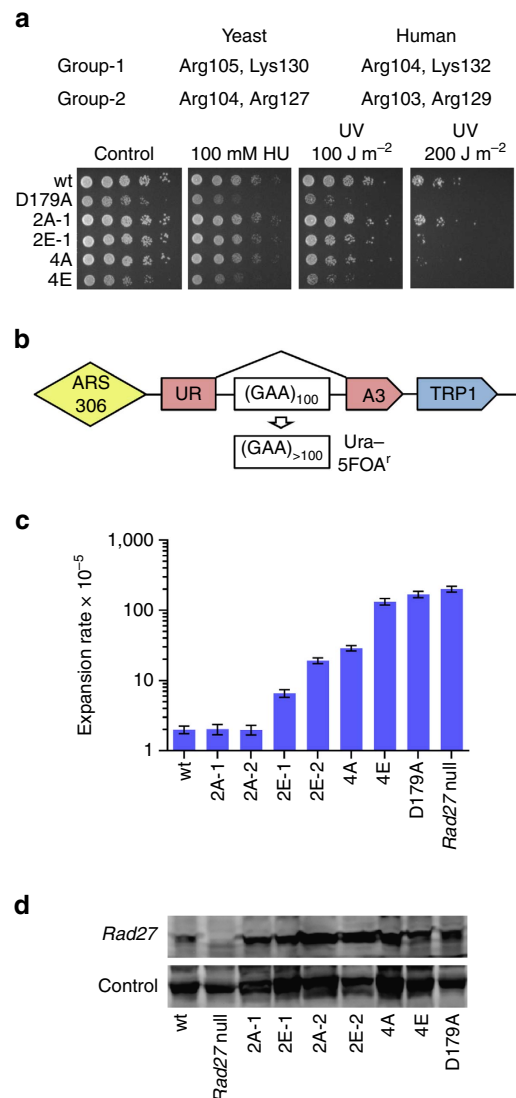 a
Yeast Human
Group-1 Arg105, Lys130 Arg104, Lys132
Group-2 Arg104, Arg127 Arg103, Arg129
Control 100 mM HU UV 100 J m⁻² UV 200 J m⁻²
wt
D179A
2A-1
2E-1
4A
4E
b
ARS 306
UR
(GAA)₁₀₀
A3
TRP1
(GAA)>₁₀₀
Ura–
5FOAʳ
c
Expansion rate × 10⁻⁵
1,000
100
10
1
wt 2A-1 2A-2 2E-1 2E-2 4A 4E D179A Rad27 null
d
Rad27
Control
wt Rad27 null 2A-1 2E-1 2A-2 2E-2 4A 4E D179A